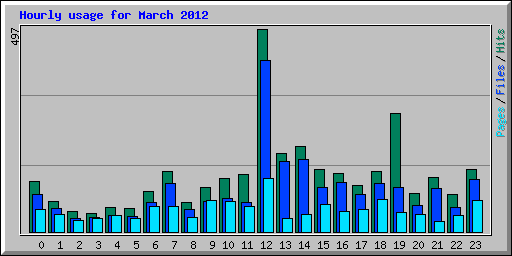 Hourly usage for March 2012
497
Pages/Files/Hits
0 1 2 3 4 5 6 7 8 9 10 11 12 13 14 15 16 17 18 19 20 21 22 23